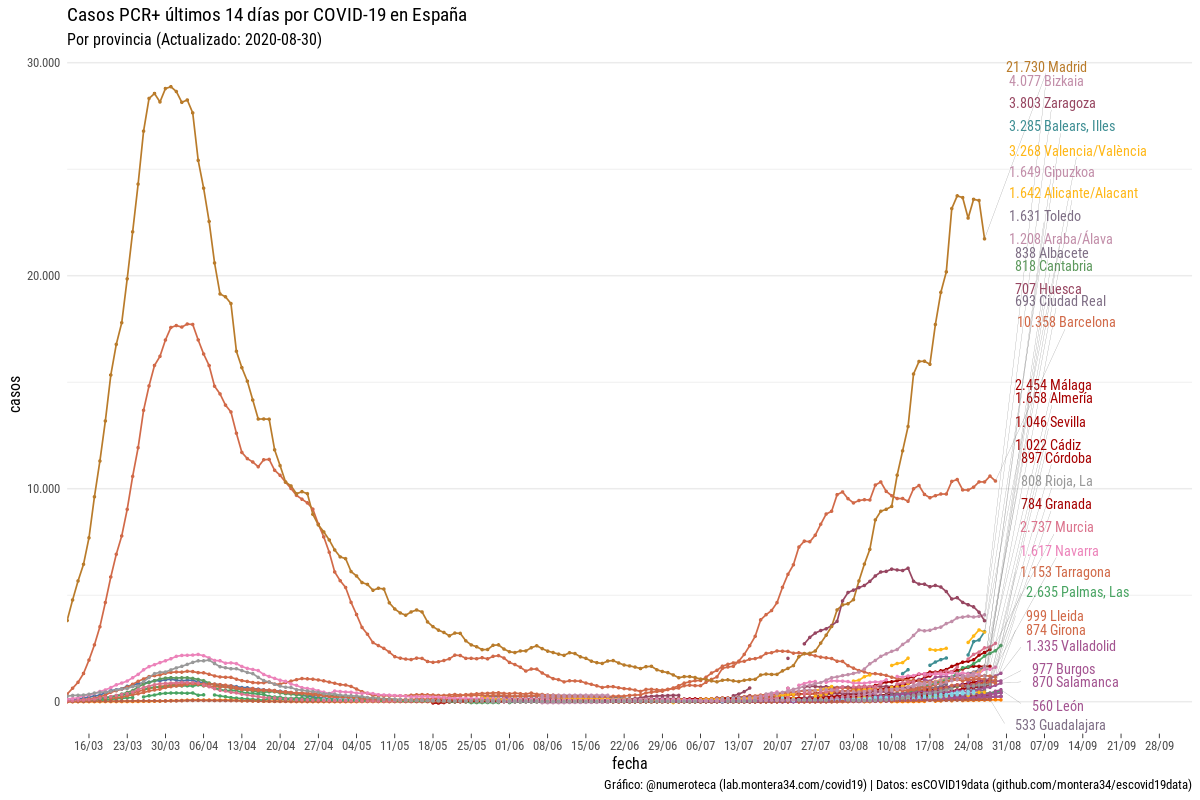 Casos PCR+ últimos 14 días por COVID-19 en España
Por provincia (Actualizado: 2020-08-30)
30.000
20.000
10.000
0
casos
21.730 Madrid
4.077 Bizkaia
3.803 Zaragoza
3.285 Balears, Illes
3.268 Valencia/València
1.649 Gipuzkoa
1.642 Alicante/Alacant
1.631 Toledo
1.208 Araba/Álava
838 Albacete
818 Cantabria
707 Huesca
693 Ciudad Real
10.358 Barcelona
2.454 Málaga
1.658 Almería
1.046 Sevilla
1.022 Cádiz
897 Córdoba
808 Rioja, La
784 Granada
2.737 Murcia
1.617 Navarra
1.153 Tarragona
2.635 Palmas, Las
999 Lleida
874 Girona
1.335 Valladolid
977 Burgos
870 Salamanca
560 León
533 Guadalajara
16/03 23/03 30/03 06/04 13/04 20/04 27/04 04/05 11/05 18/05 25/05 01/06 08/06 15/06 22/06 29/06 06/07 13/07 20/07 27/07 03/08 10/08 17/08 24/08 31/08 07/09 14/09 21/09 28/09
fecha
Gráfico: @numeroteca (lab.montera34.com/covid19) | Datos: esCOVID19data (github.com/montera34/escovid19data)